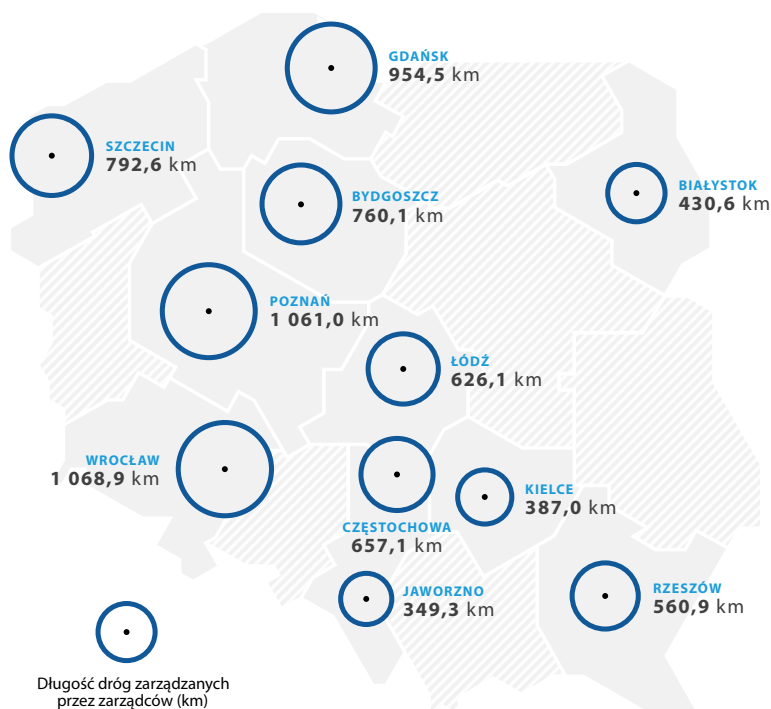 GDAŃSK
954,5 km
SZCZECIN
792,6 km
BYDGOSZCZ
760,1 km
BIAŁYSTOK
430,6 km
POZNAŃ
1 061,0 km
ŁÓDŹ
626,1 km
WROCŁAW
1 068,9 km
KIELCE
387,0 km
CZĘSTOCHOWA
657,1 km
JAWORZNO
349,3 km
RZESZÓW
560,9 km
Długość dróg zarządzanych
przez zarządców (km)